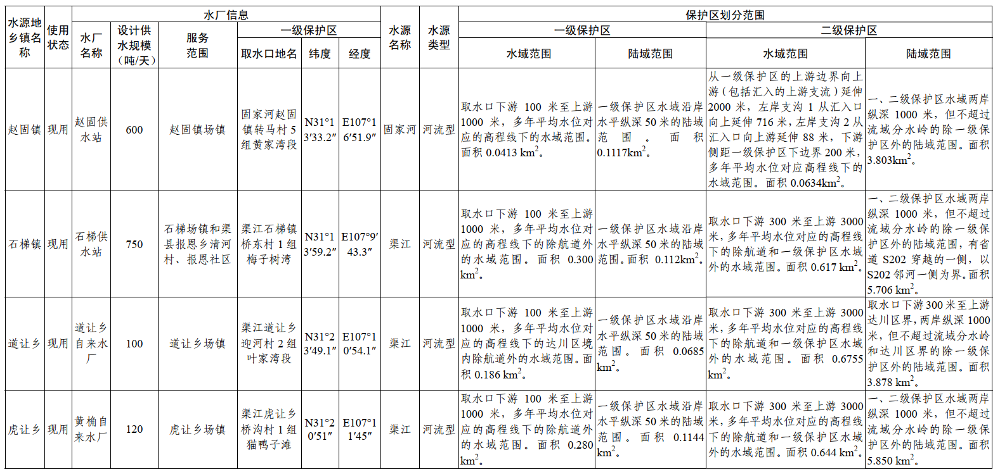 水源地
乡镇名
称
使用
状态
水厂信息
水厂
名称
设计供
水规模
（吨/天）
服务
范围
一级保护区
取水口地名
纬度
经度
水源
名称
水源
类型
保护区划分范围
一级保护区
二级保护区
水域范围
陆域范围
水域范围
陆域范围
赵固镇
现用
赵固供
水站
600
赵固镇场镇
固家河赵固
镇转马村 5
组黄家湾段
N31°1
3′33.2″
E107°1
6′51.9″
固家河
河流型
取水口下游 100 米至上游
1000 米，多年平均水位对
应的高程线下的水域范围。
面积 0.0413 km²。
一级保护区水域沿岸
水平纵深 50 米的陆域
范围。面积
0.1117km²。
从一级保护区的上游边界向上
游（包括汇入的上游支流）延伸
2000 米，左岸支沟 1 从汇入口
向上延伸 716 米，左岸支沟 2 从
汇入口向上游延伸 88 米，下游
侧距一级保护区下边界 200 米，
多年平均水位对应高程线下的
水域范围。面积 0.0634km²。
一、二级保护区水域两岸
纵深 1000 米，但不超过
流域分水岭的除一级保
护区外的陆域范围。面积
3.803km²。
石梯镇
现用
石梯供
水站
750
石梯场镇和渠
县报恩乡清河
村、报恩社区
渠江石梯镇
桥东村 1 组
梅子树湾
N31°1
3′59.2″
E107°9′
43.3″
渠江
河流型
取水口下游 100 米至上游
1000 米，多年平均水位对
应的高程线下的除航道外
的水域范围。面积 0.300
km²。
一级保护区水域沿岸
水平纵深 50 米的陆域
范围。面积 0.112km²。
取水口下游 300 米至上游 3000
米，多年平均水位对应的高程线
下的除航道和一级保护区水域
外的水域范围。面积 0.617 km²。
一、二级保护区水域两岸
纵深 1000 米，但不超过
流域分水岭的除一级保
护区外的陆域范围，有省
道 S202 穿越的一侧，以
S202 邻河一侧为界。面积
5.706 km²。
道让乡
现用
道让乡
自来水
厂
100
道让乡场镇
渠江道让乡
迎河村 2 组
叶家湾段
N31°2
3′49.1″
E107°1
0′54.1″
渠江
河流型
取水口下游 100 米至上游
1000 米，多年平均水位对
应的高程线下的达川区境
内除航道外的水域范围。面
积 0.186 km²。
一级保护区水域沿岸
水平纵深 50 米的陆域
范围。面积 0.0685
km²。
取水口下游 300 米至上游 3000
米，多年平均水位对应的高程线
下的除航道和一级保护区水域
外的水域范围。面积 0.6755
km²。
取水口下游 300 米至上游
达川区界，两岸纵深 1000
米，但不超过流域分水岭
和达川区界的除一级保
护区外的陆域范围。面积
3.878 km²。
虎让乡
现用
黄桷自
来水厂
120
虎让乡场镇
渠江虎让乡
桥沟村 1 组
猫鸭子滩
N31°2
0′51″
E107°1
1′45″
渠江
河流型
取水口下游 100 米至上游
1000 米，多年平均水位对
应的高程线下的除航道外
的水域范围。面积 0.280
km²。
一级保护区水域沿岸
水平纵深 50 米的陆域
范围。面积 0.1144
km²。
取水口下游 300 米至上游 3000
米，多年平均水位对应的高程线
下的除航道和一级保护区水域
外的水域范围。面积 0.644 km²。
一、二级保护区水域两岸
纵深 1000 米，但不超过
流域分水岭的除一级保
护区外的陆域范围。面积
5.850 km²。